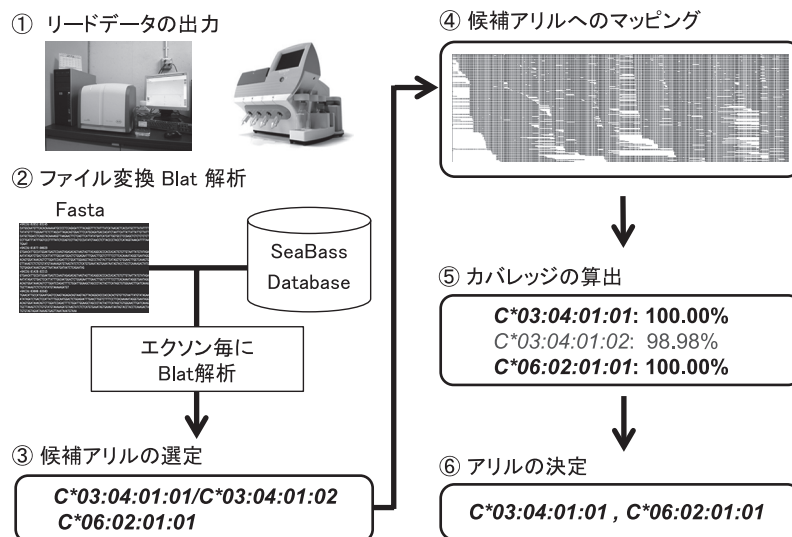 ① リードデータの出力
② ファイル変換 Blat 解析
Fasta
SeaBass
Database
エクソン毎に
Blat解析
③ 候補アリルの選定
C*03:04:01:01/C*03:04:01:02
C*06:02:01:01
④ 候補アリルへのマッピング
⑤ カバレッジの算出
C*03:04:01:01: 100.00%
C*03:04:01:02: 98.98%
C*06:02:01:01: 100.00%
⑥ アリルの決定
C*03:04:01:01 , C*06:02:01:01